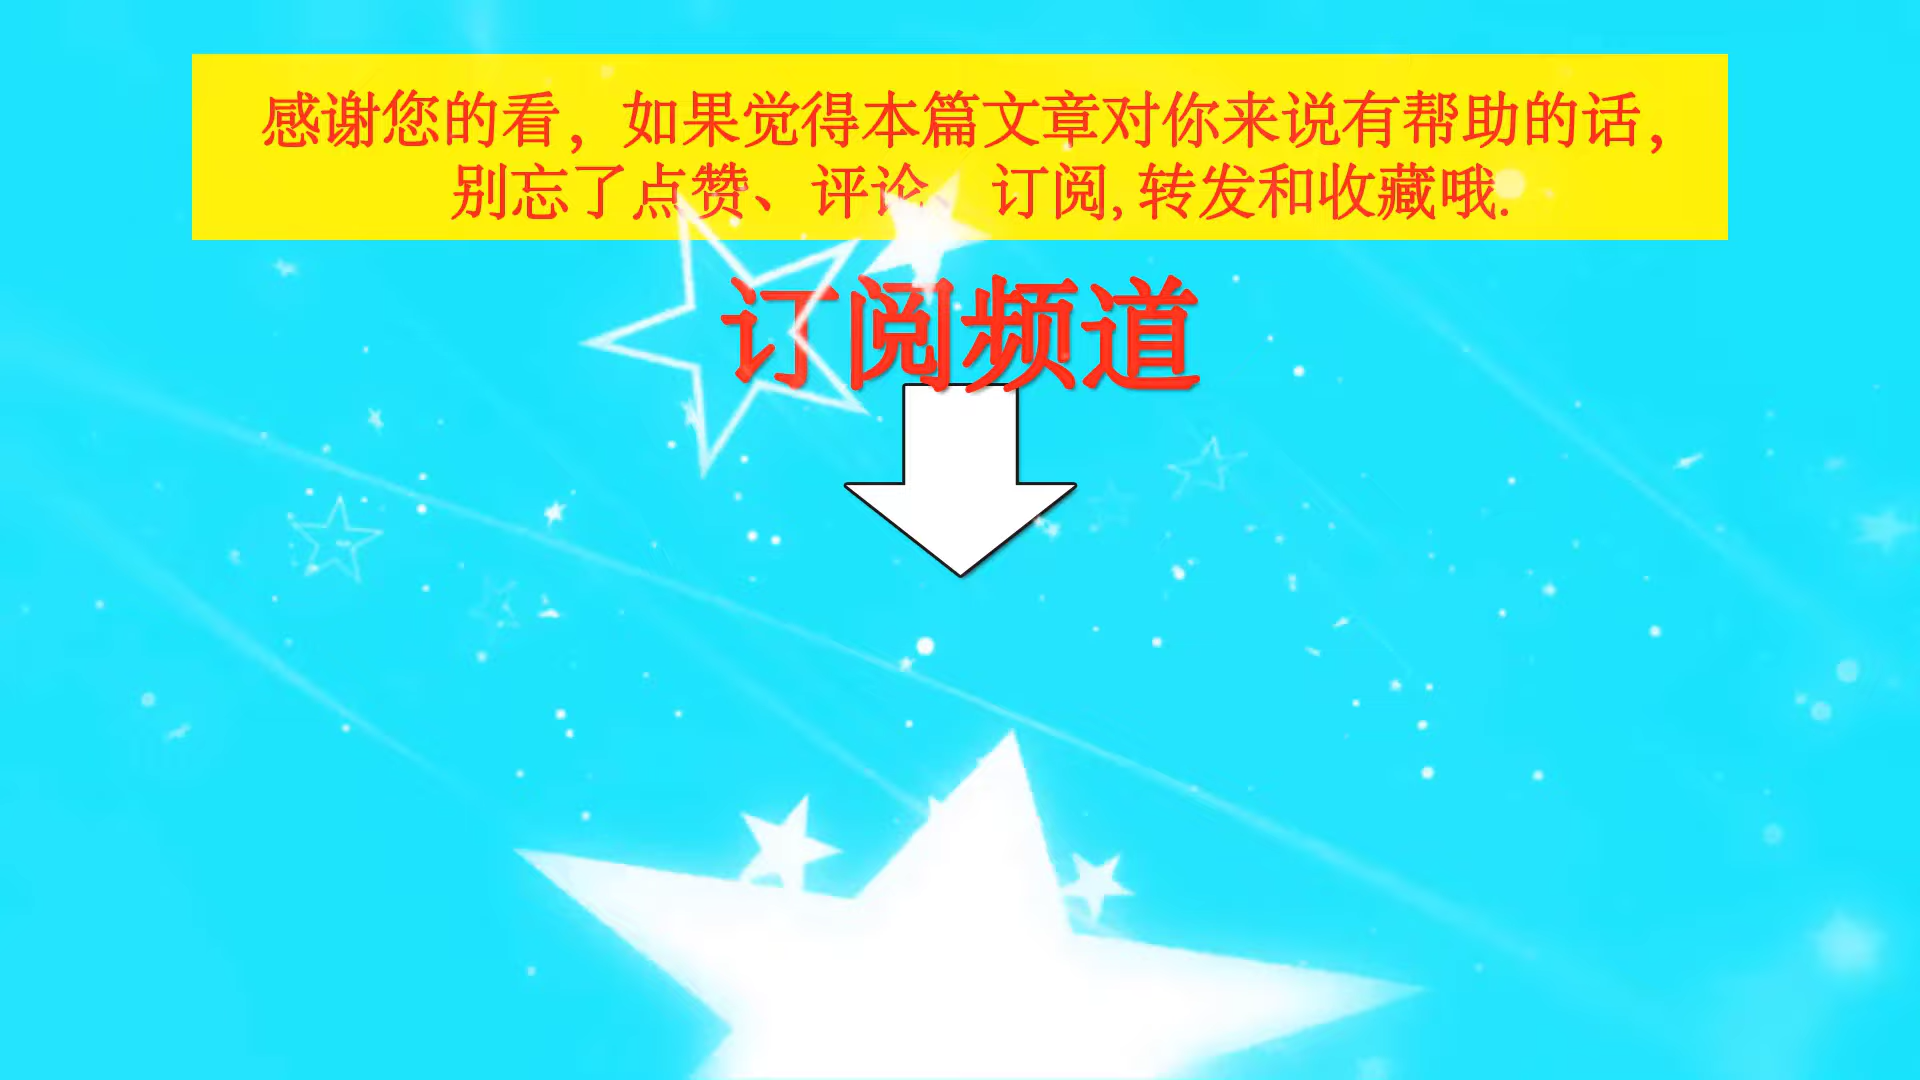 感谢您的看，如果觉得本篇文章对你来说有帮助的话，
别忘了点赞、评论、订阅,转发和收藏哦.
订阅频道